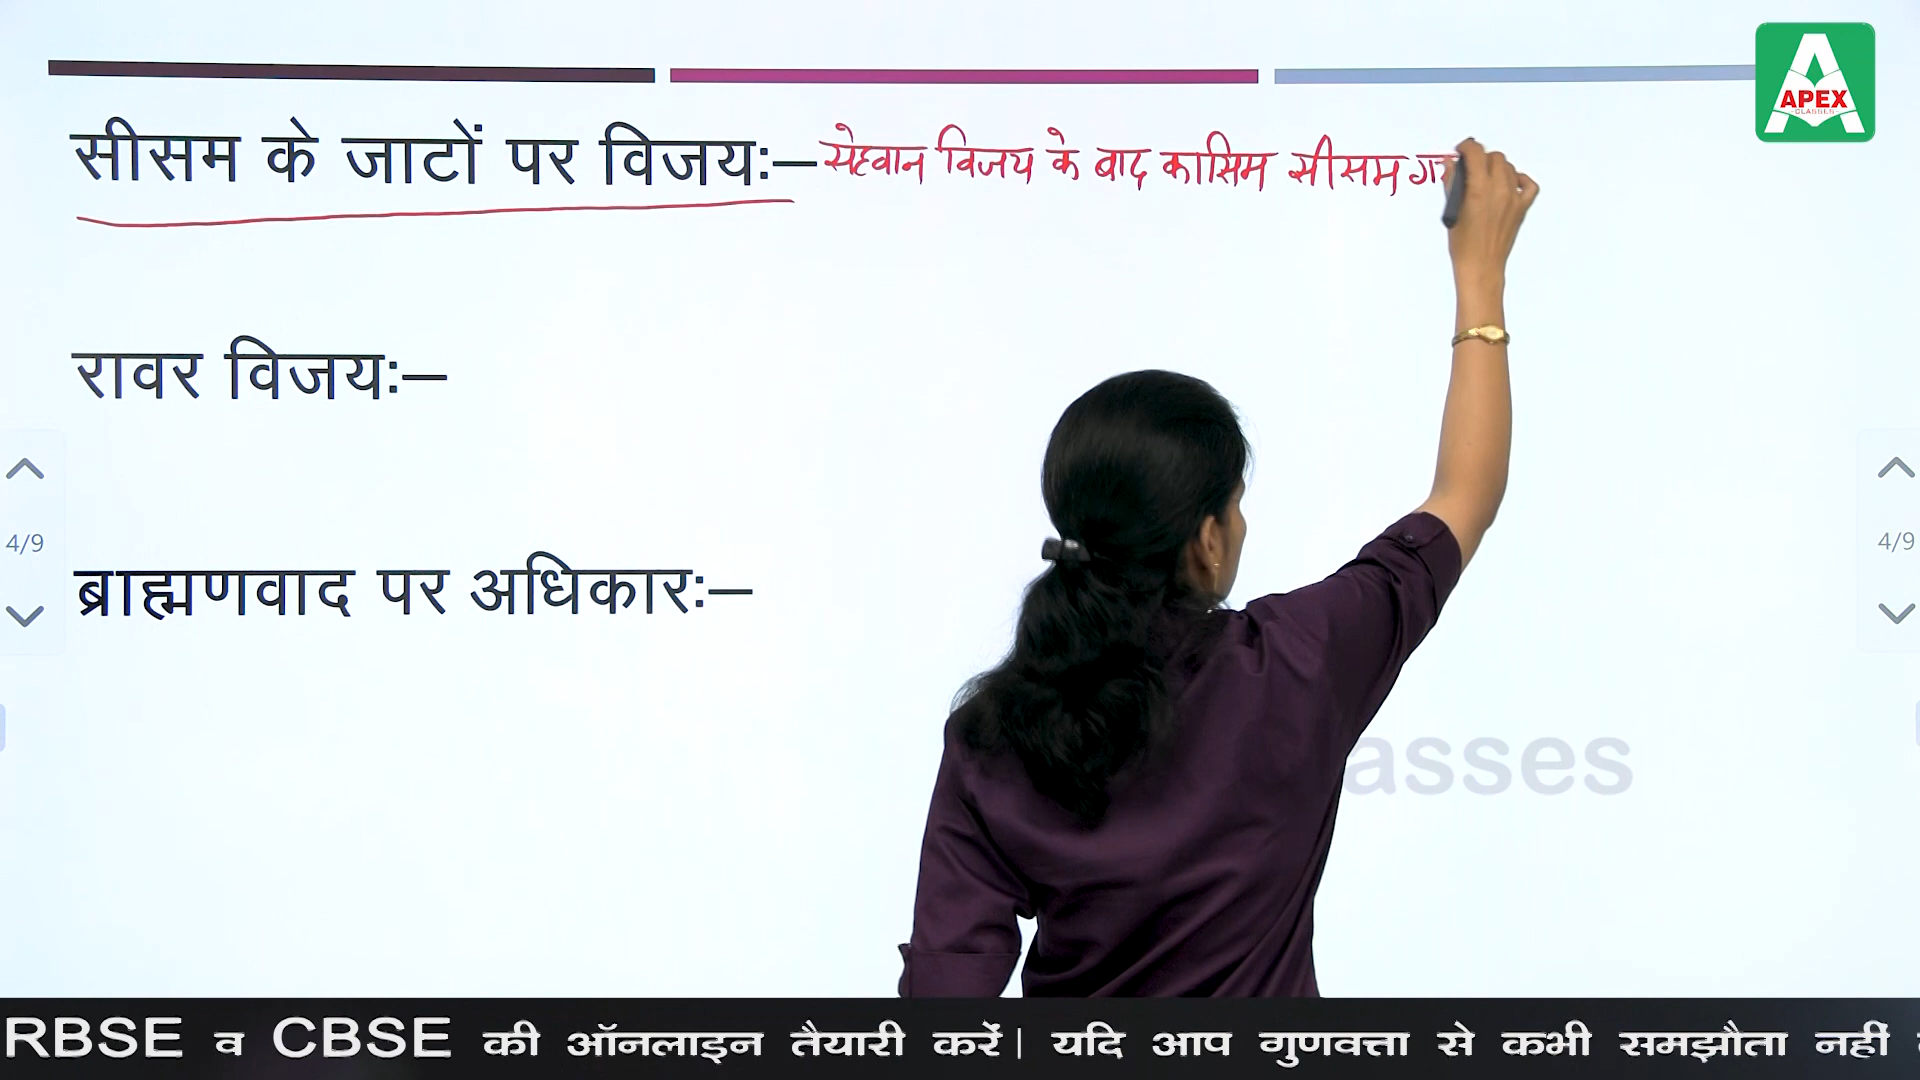 APEX
CLASSES
सीसम के जाटों पर विजयः– सेहवान विजय के बाद कासिम सीसम
रावर विजयः–
ब्राह्मणवाद पर अधिकारः–
4/9
4/9
asses
RBSE व CBSE की ऑनलाइन तैयारी करें| यदि आप गुणवत्ता से कभी समझौता नहीं